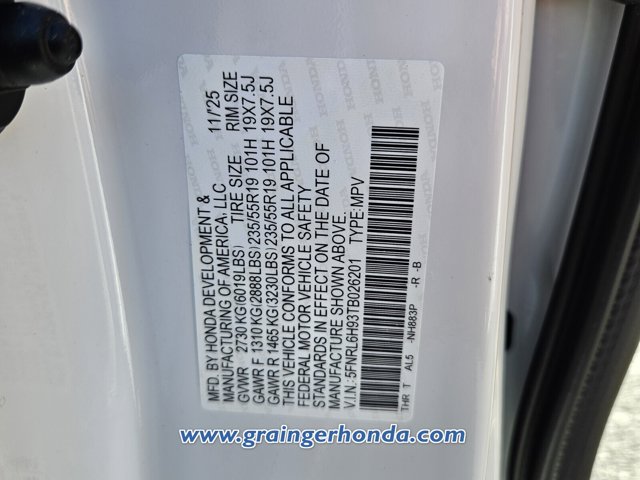 MFD. BY HONDA DEVELOPMENT &
MANUFACTURING OF AMERICA, LLC 11/'25
GVWR 2730 KG(6019LBS) TIRE SIZE RIM SIZE
GAWR F 1310 KG(2888LBS) 235/55R19 101H 19X7.5J
GAWR R 1465 KG(3230LBS) 235/55R19 101H 19X7.5J
THIS VEHICLE CONFORMS TO ALL APPLICABLE
FEDERAL MOTOR VEHICLE SAFETY
STANDARDS IN EFFECT ON THE DATE OF
MANUFACTURE SHOWN ABOVE.
V.I.N.:5FNRL6H93TB026201 TYPE:MPV
THR T AL5 -NH883P -R -B
www.graingerhonda.com